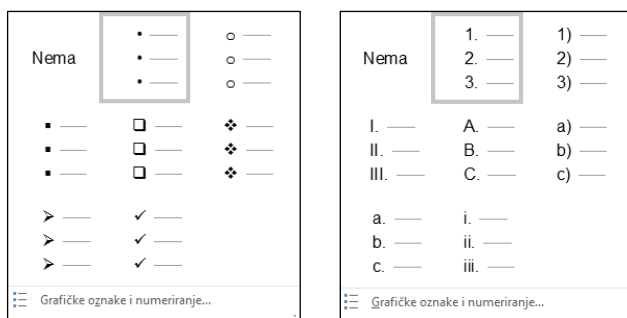 Nema
1.
2.
3.
1)
2)
3)
Nema
I.
II.
III.
A.
B.
C.
a)
b)
c)
a.
b.
c.
i.
ii.
iii.
Grafičke oznake i numeriranje...
Grafičke oznake i numeriranje...